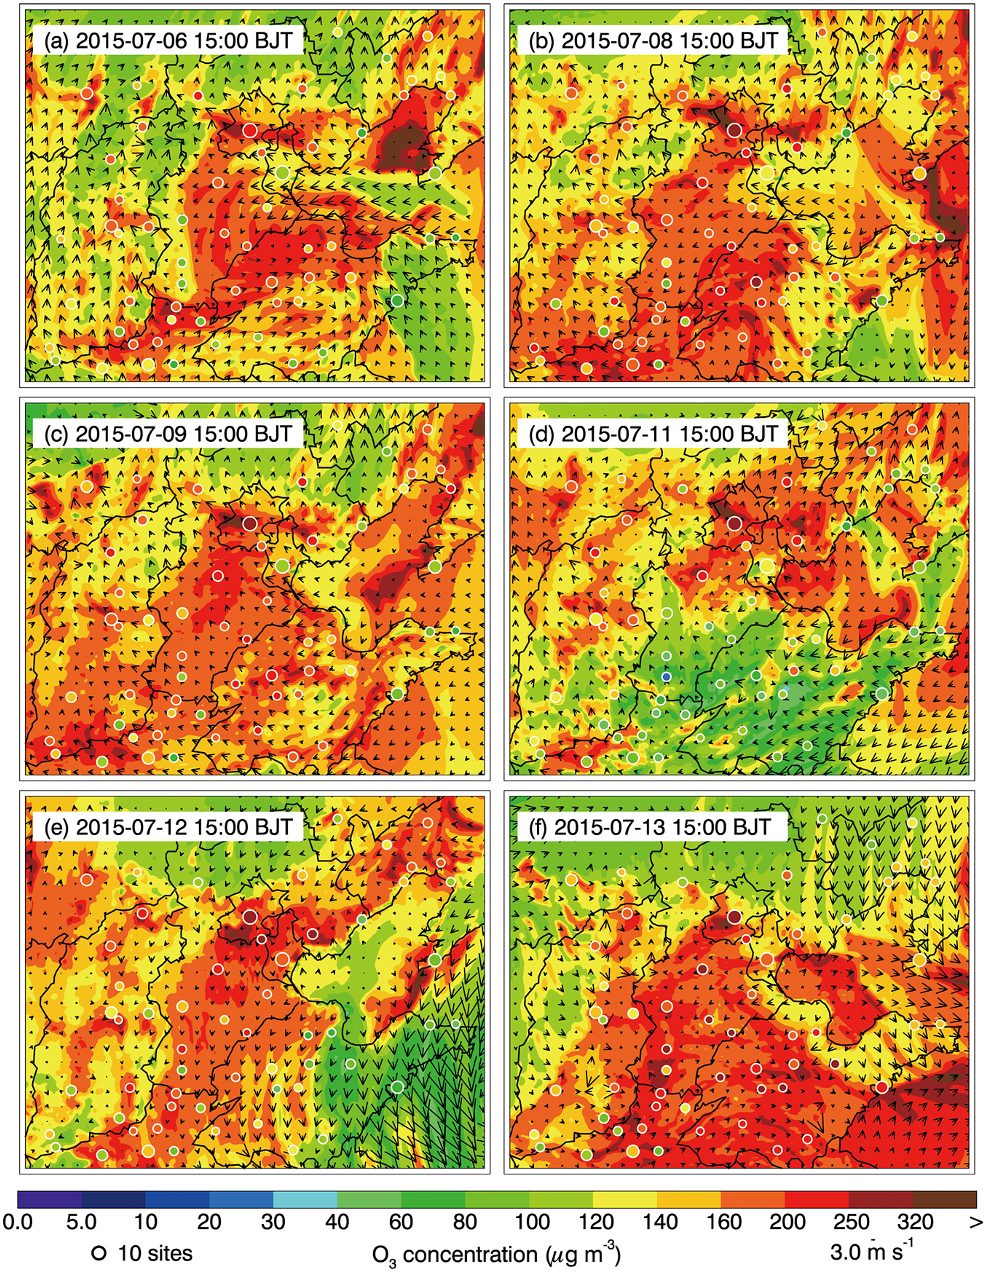 (a) 2015-07-06 15:00 BJT
(b) 2015-07-08 15:00 BJT
(c) 2015-07-09 15:00 BJT
(d) 2015-07-11 15:00 BJT
(e) 2015-07-12 15:00 BJT
(f) 2015-07-13 15:00 BJT
0.0 5.0 10 20 30 40 60 80 100 120 140 160 200 250 320 >
10 sites O₃ concentration (μg m⁻³) 3.0 m s⁻¹